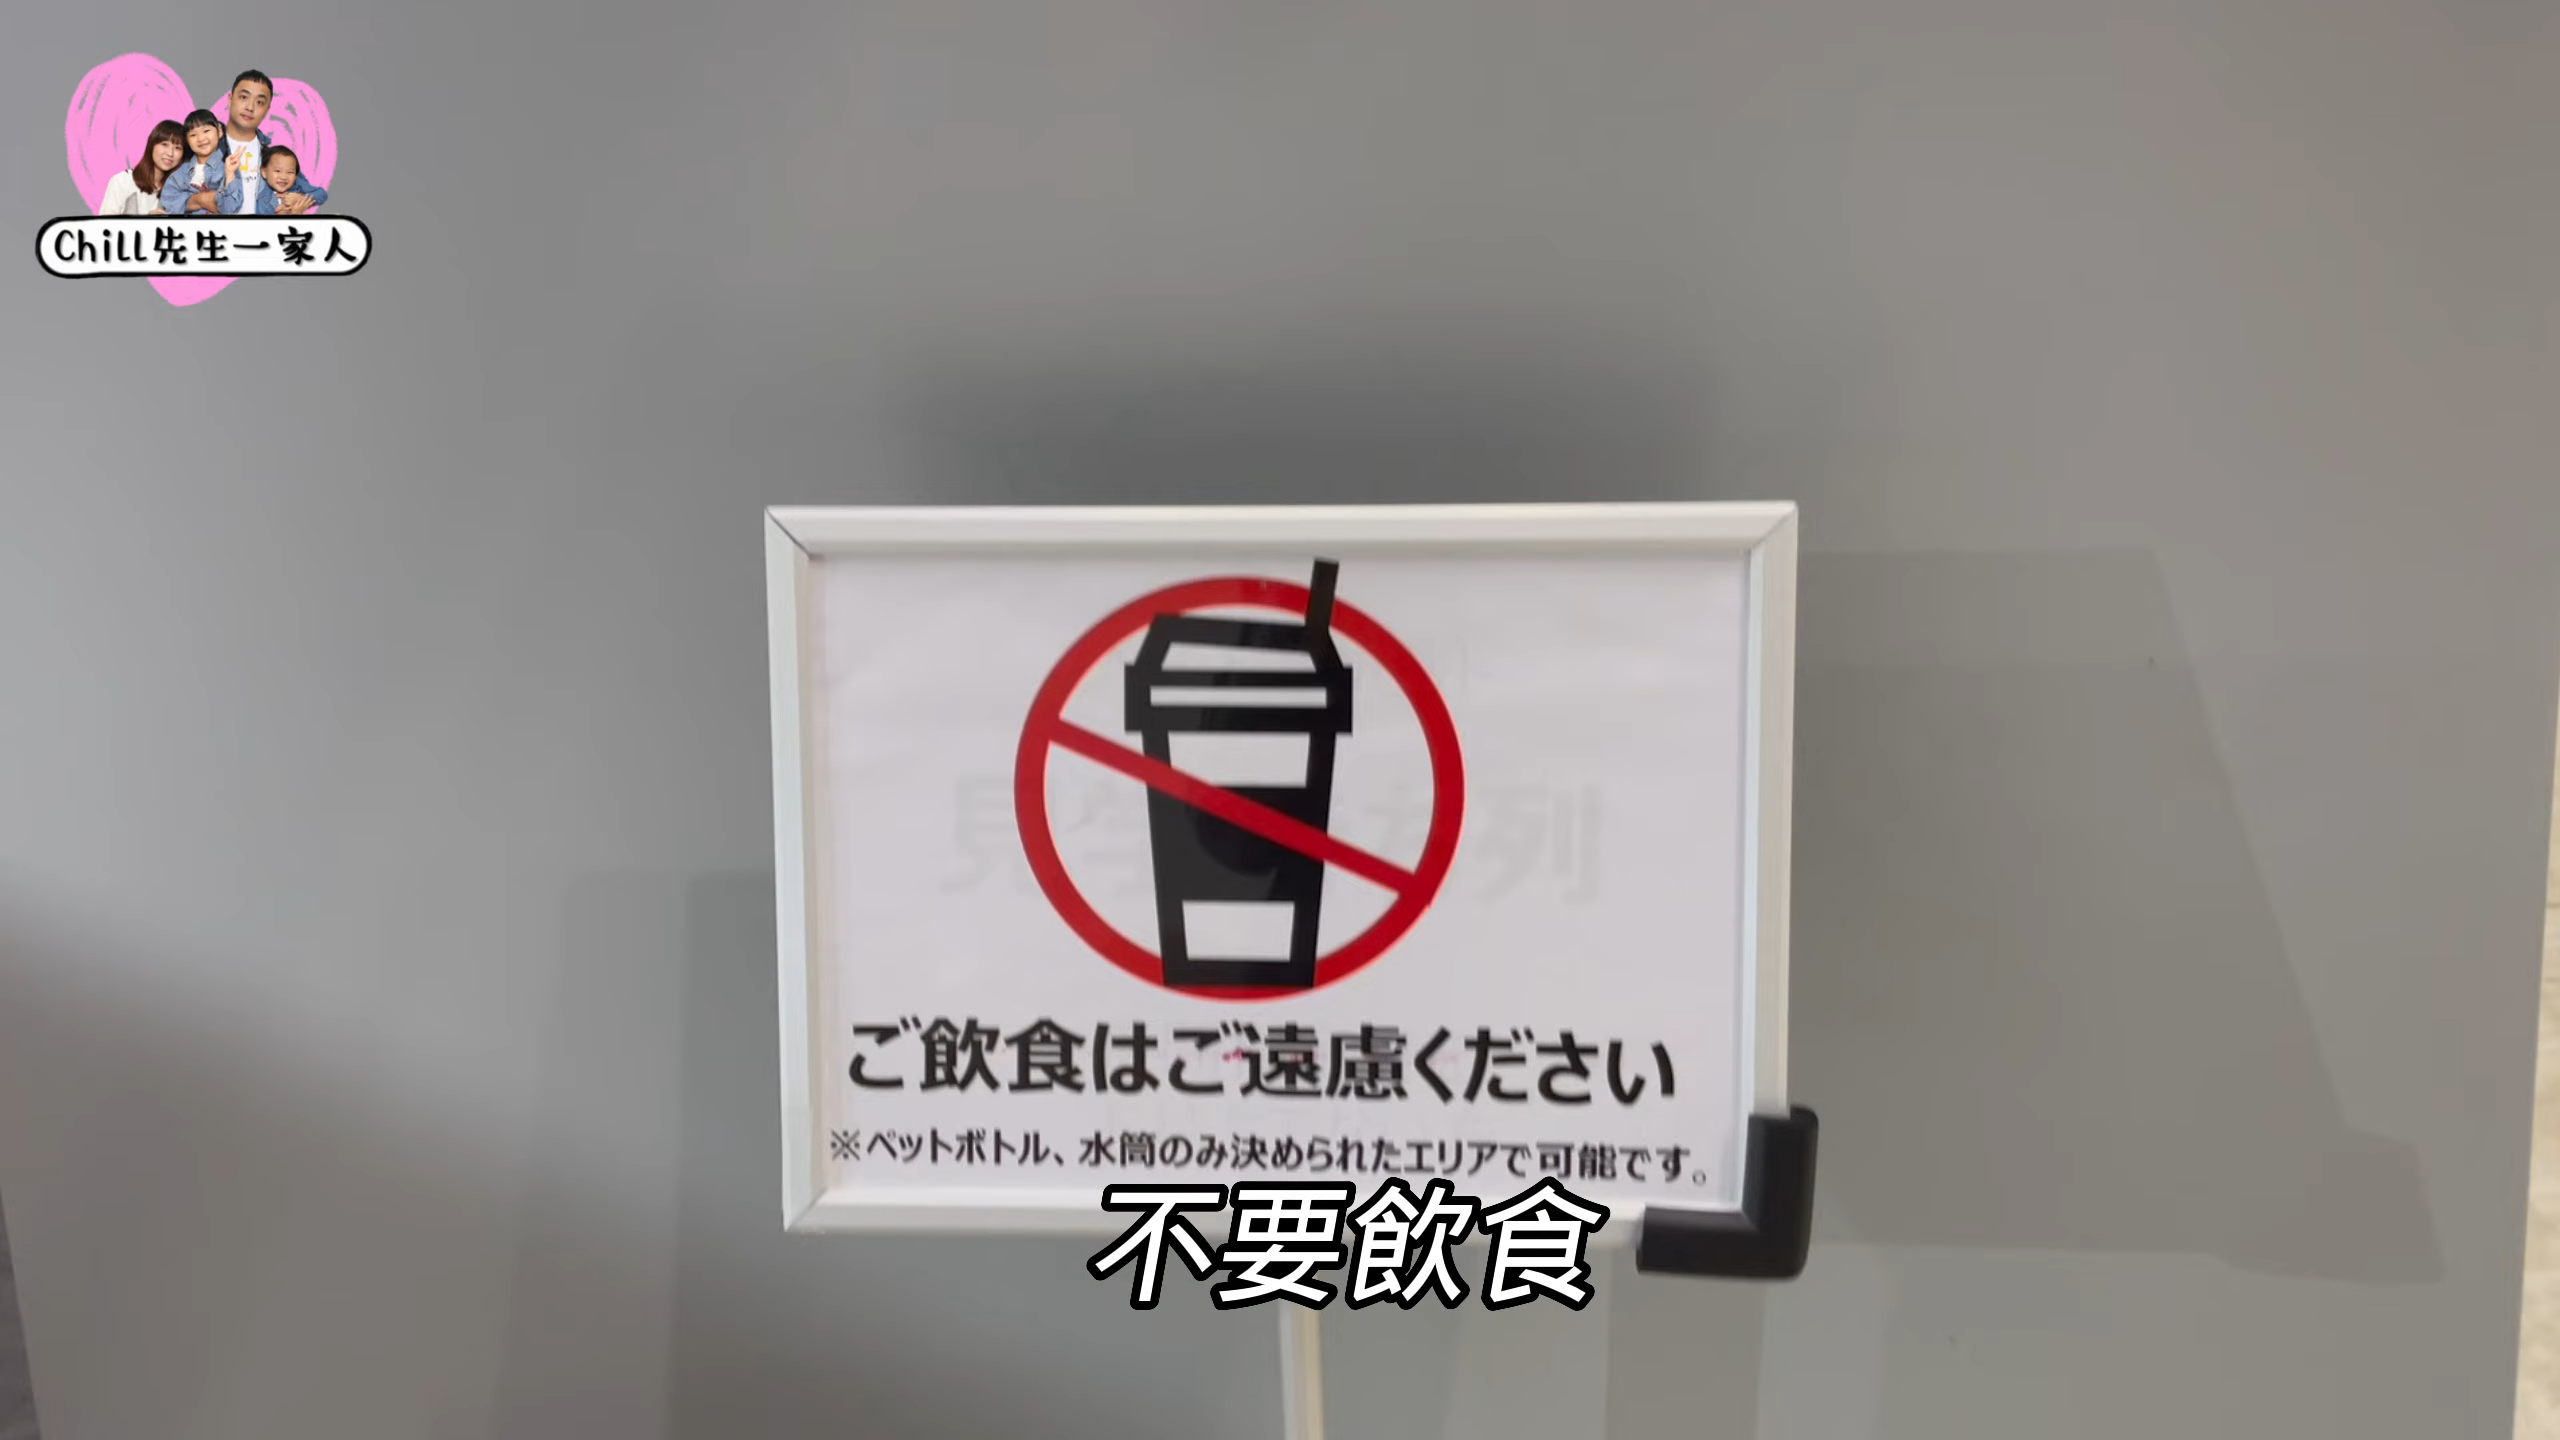 Chill先生一家人
ご飲食はご遠慮ください
※ペットボトル、水筒のみ決められたエリアで可能です。
不要飲食